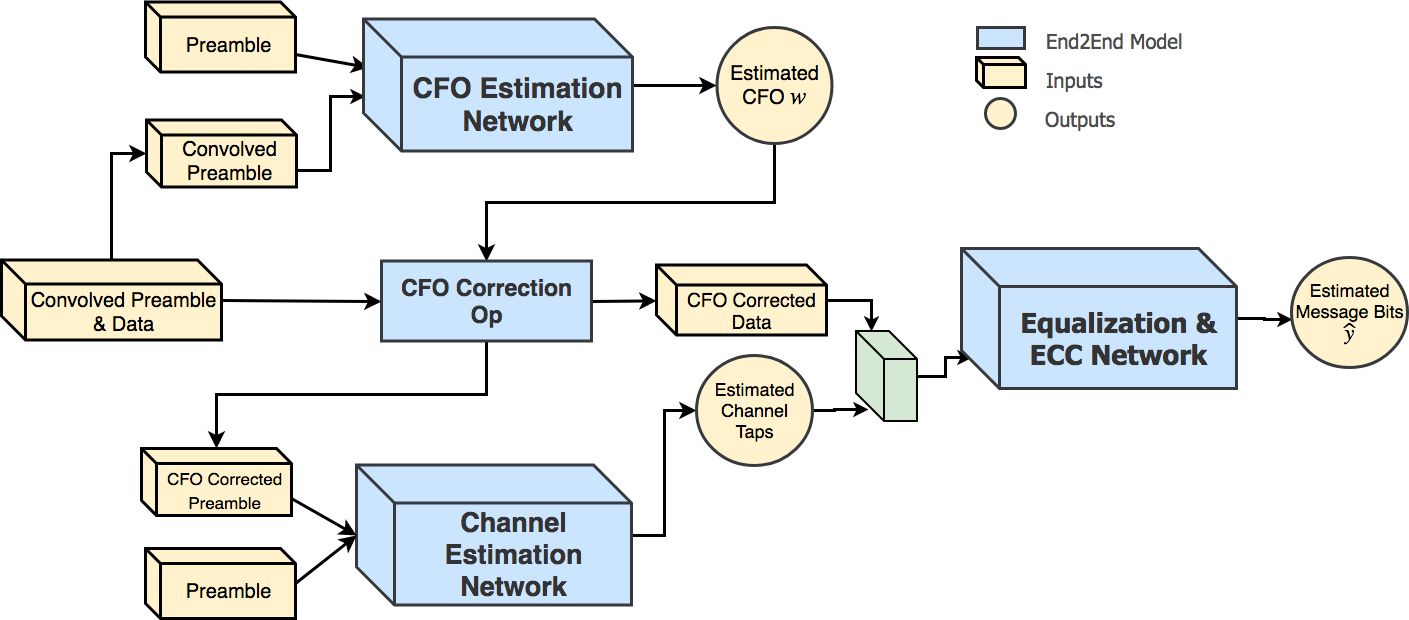 Preamble
CFO Estimation
Network
Estimated
CFO w
End2End Model
Inputs
Outputs
Convolved
Preamble
Convolved Preamble
& Data
CFO Correction
Op
CFO Corrected
Data
Equalization &
ECC Network
Estimated
Message Bits
ŷ
Estimated
Channel
Taps
CFO Corrected
Preamble
Channel
Estimation
Network
Preamble